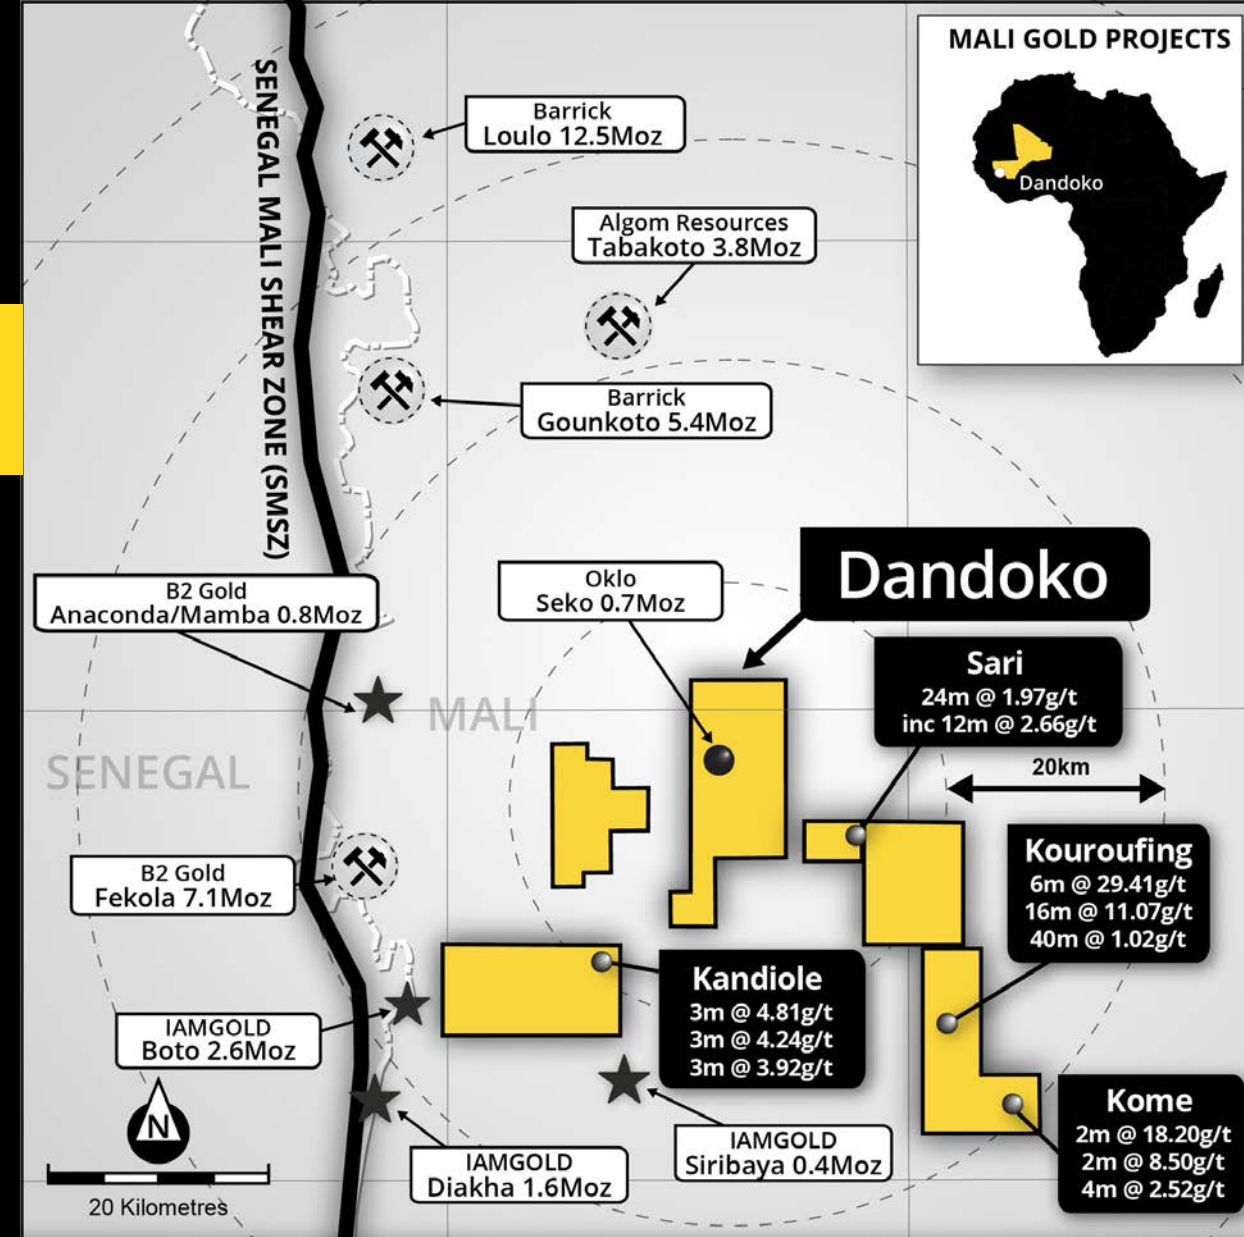 MALI GOLD PROJECTS
Dandoko
SENEGAL MALI SHEAR ZONE (SMSZ)
Barrick
Loulo 12.5Moz
Algom Resources
Tabakoto 3.8Moz
Barrick
Gounkoto 5.4Moz
B2 Gold
Anaconda/Mamba 0.8Moz
Oklo
Seko 0.7Moz
Dandoko
Sari
24m @ 1.97g/t
inc 12m @ 2.66g/t
MALI
SENEGAL
20km
Kouroufing
6m @ 29.41g/t
16m @ 11.07g/t
40m @ 1.02g/t
B2 Gold
Fekola 7.1Moz
Kandiole
3m @ 4.81g/t
3m @ 4.24g/t
3m @ 3.92g/t
IAMGOLD
Boto 2.6Moz
Kome
2m @ 18.20g/t
2m @ 8.50g/t
4m @ 2.52g/t
N
IAMGOLD
Siribaya 0.4Moz
IAMGOLD
Diakha 1.6Moz
20 Kilometres